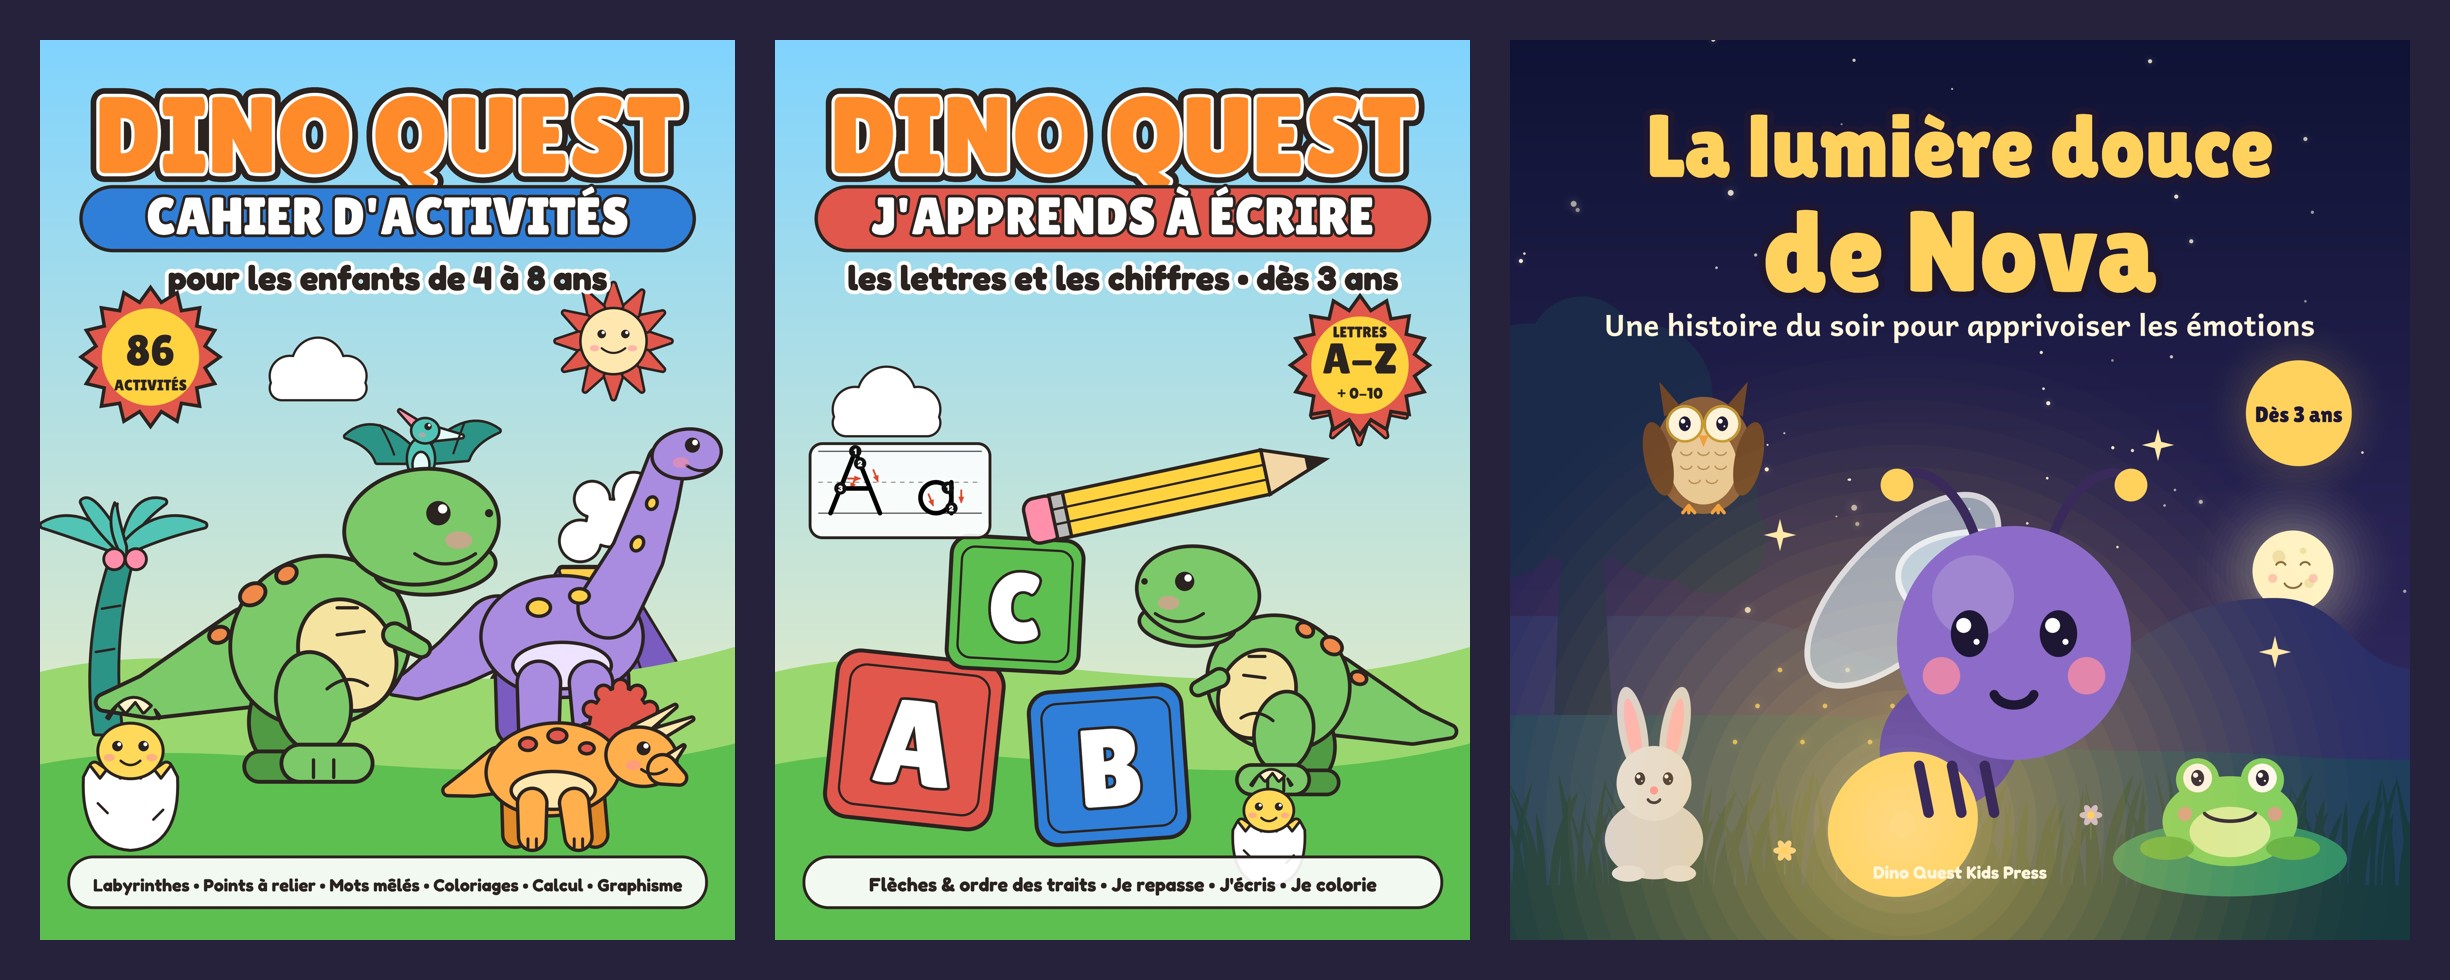 DINO QUEST
CAHIER D'ACTIVITÉS
pour les enfants de 4 à 8 ans
86
ACTIVITÉS
Labyrinthes • Points à relier • Mots mêlés • Coloriages • Calcul • Graphisme
DINO QUEST
J'APPRENDS À ÉCRIRE
les lettres et les chiffres • dès 3 ans
LETTRES
A–Z
+ 0–10
A a
C
A
B
Flèches & ordre des traits • Je repasse • J'écris • Je colorie
La lumière douce
de Nova
Une histoire du soir pour apprivoiser les émotions
Dès 3 ans
Dino Quest Kids Press